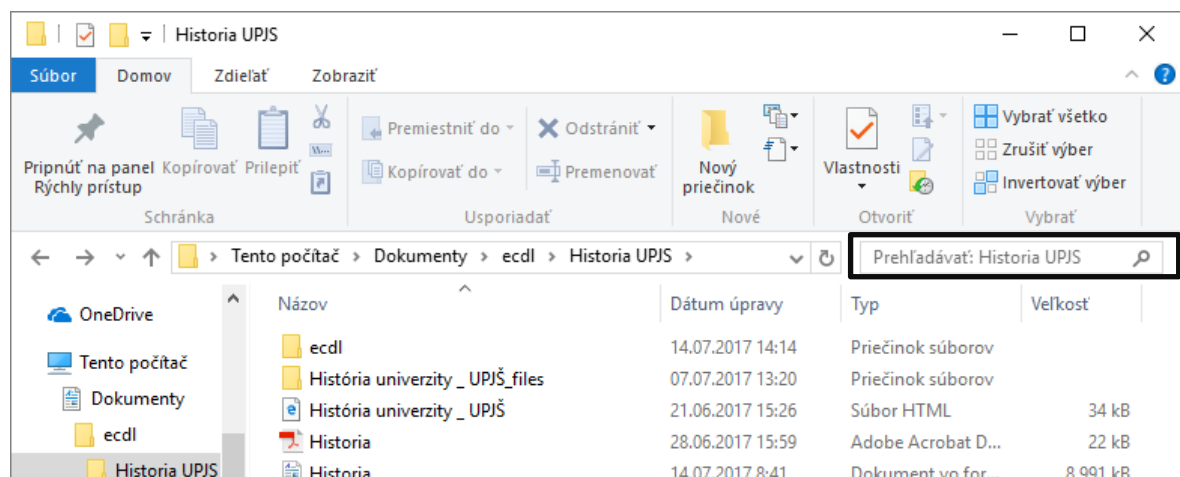 Historia UPJS
Súbor Domov Zdieľať Zobraziť
Pripnúť na panel Rýchly prístup
Kopírovať
Prilepiť
Schránka
Premiestniť do
Kopírovať do
Odstrániť
Premenovať
Usporiadať
Nový
priečinok
Nové
Vlastnosti
Otvoriť
Vybrať všetko
Zrušiť výber
Invertovať výber
Vybrať
Tento počítač > Dokumenty > ecdl > Historia UPJS >
Prehľadávať: Historia UPJS
OneDrive
Tento počítač
Dokumenty
ecdl
Historia UPJS
Názov Dátum úpravy Typ Veľkosť
ecdl 14.07.2017 14:14 Priečinok súborov
História univerzity _ UPJŠ_files 07.07.2017 13:20 Priečinok súborov
História univerzity _ UPJŠ 21.06.2017 15:26 Súbor HTML 34 kB
Historia 28.06.2017 15:59 Adobe Acrobat D... 22 kB
Historia 14.07.2017 8:41 Dokument vo for... 8 991 kB